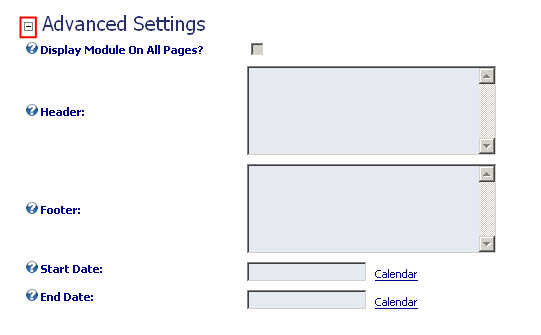 Advanced Settings
Display Module On All Pages?
Header:
Footer:
Start Date: Calendar
End Date: Calendar